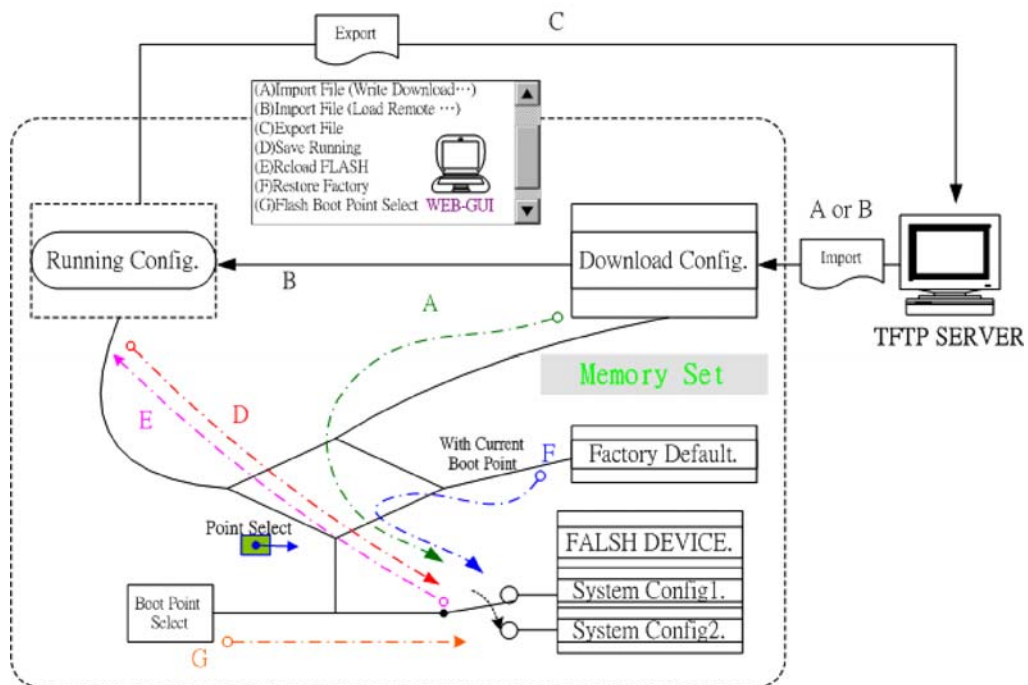 C
Export
(A)Import File (Write Download⋯)
(B)Import File (Load Remote ⋯)
(C)Export File
(D)Save Running
(E)Reload FLASH
(F)Restore Factory
(G)Flash Boot Point Select
WEB-GUI
A or B
Running Config.
Download Config.
Import
B
A
TFTP SERVER
Memory Set
E
D
With Current
Boot Point
F
Factory Default.
Point Select
FALSH DEVICE.
System Config1.
Boot Point
Select
System Config2.
G